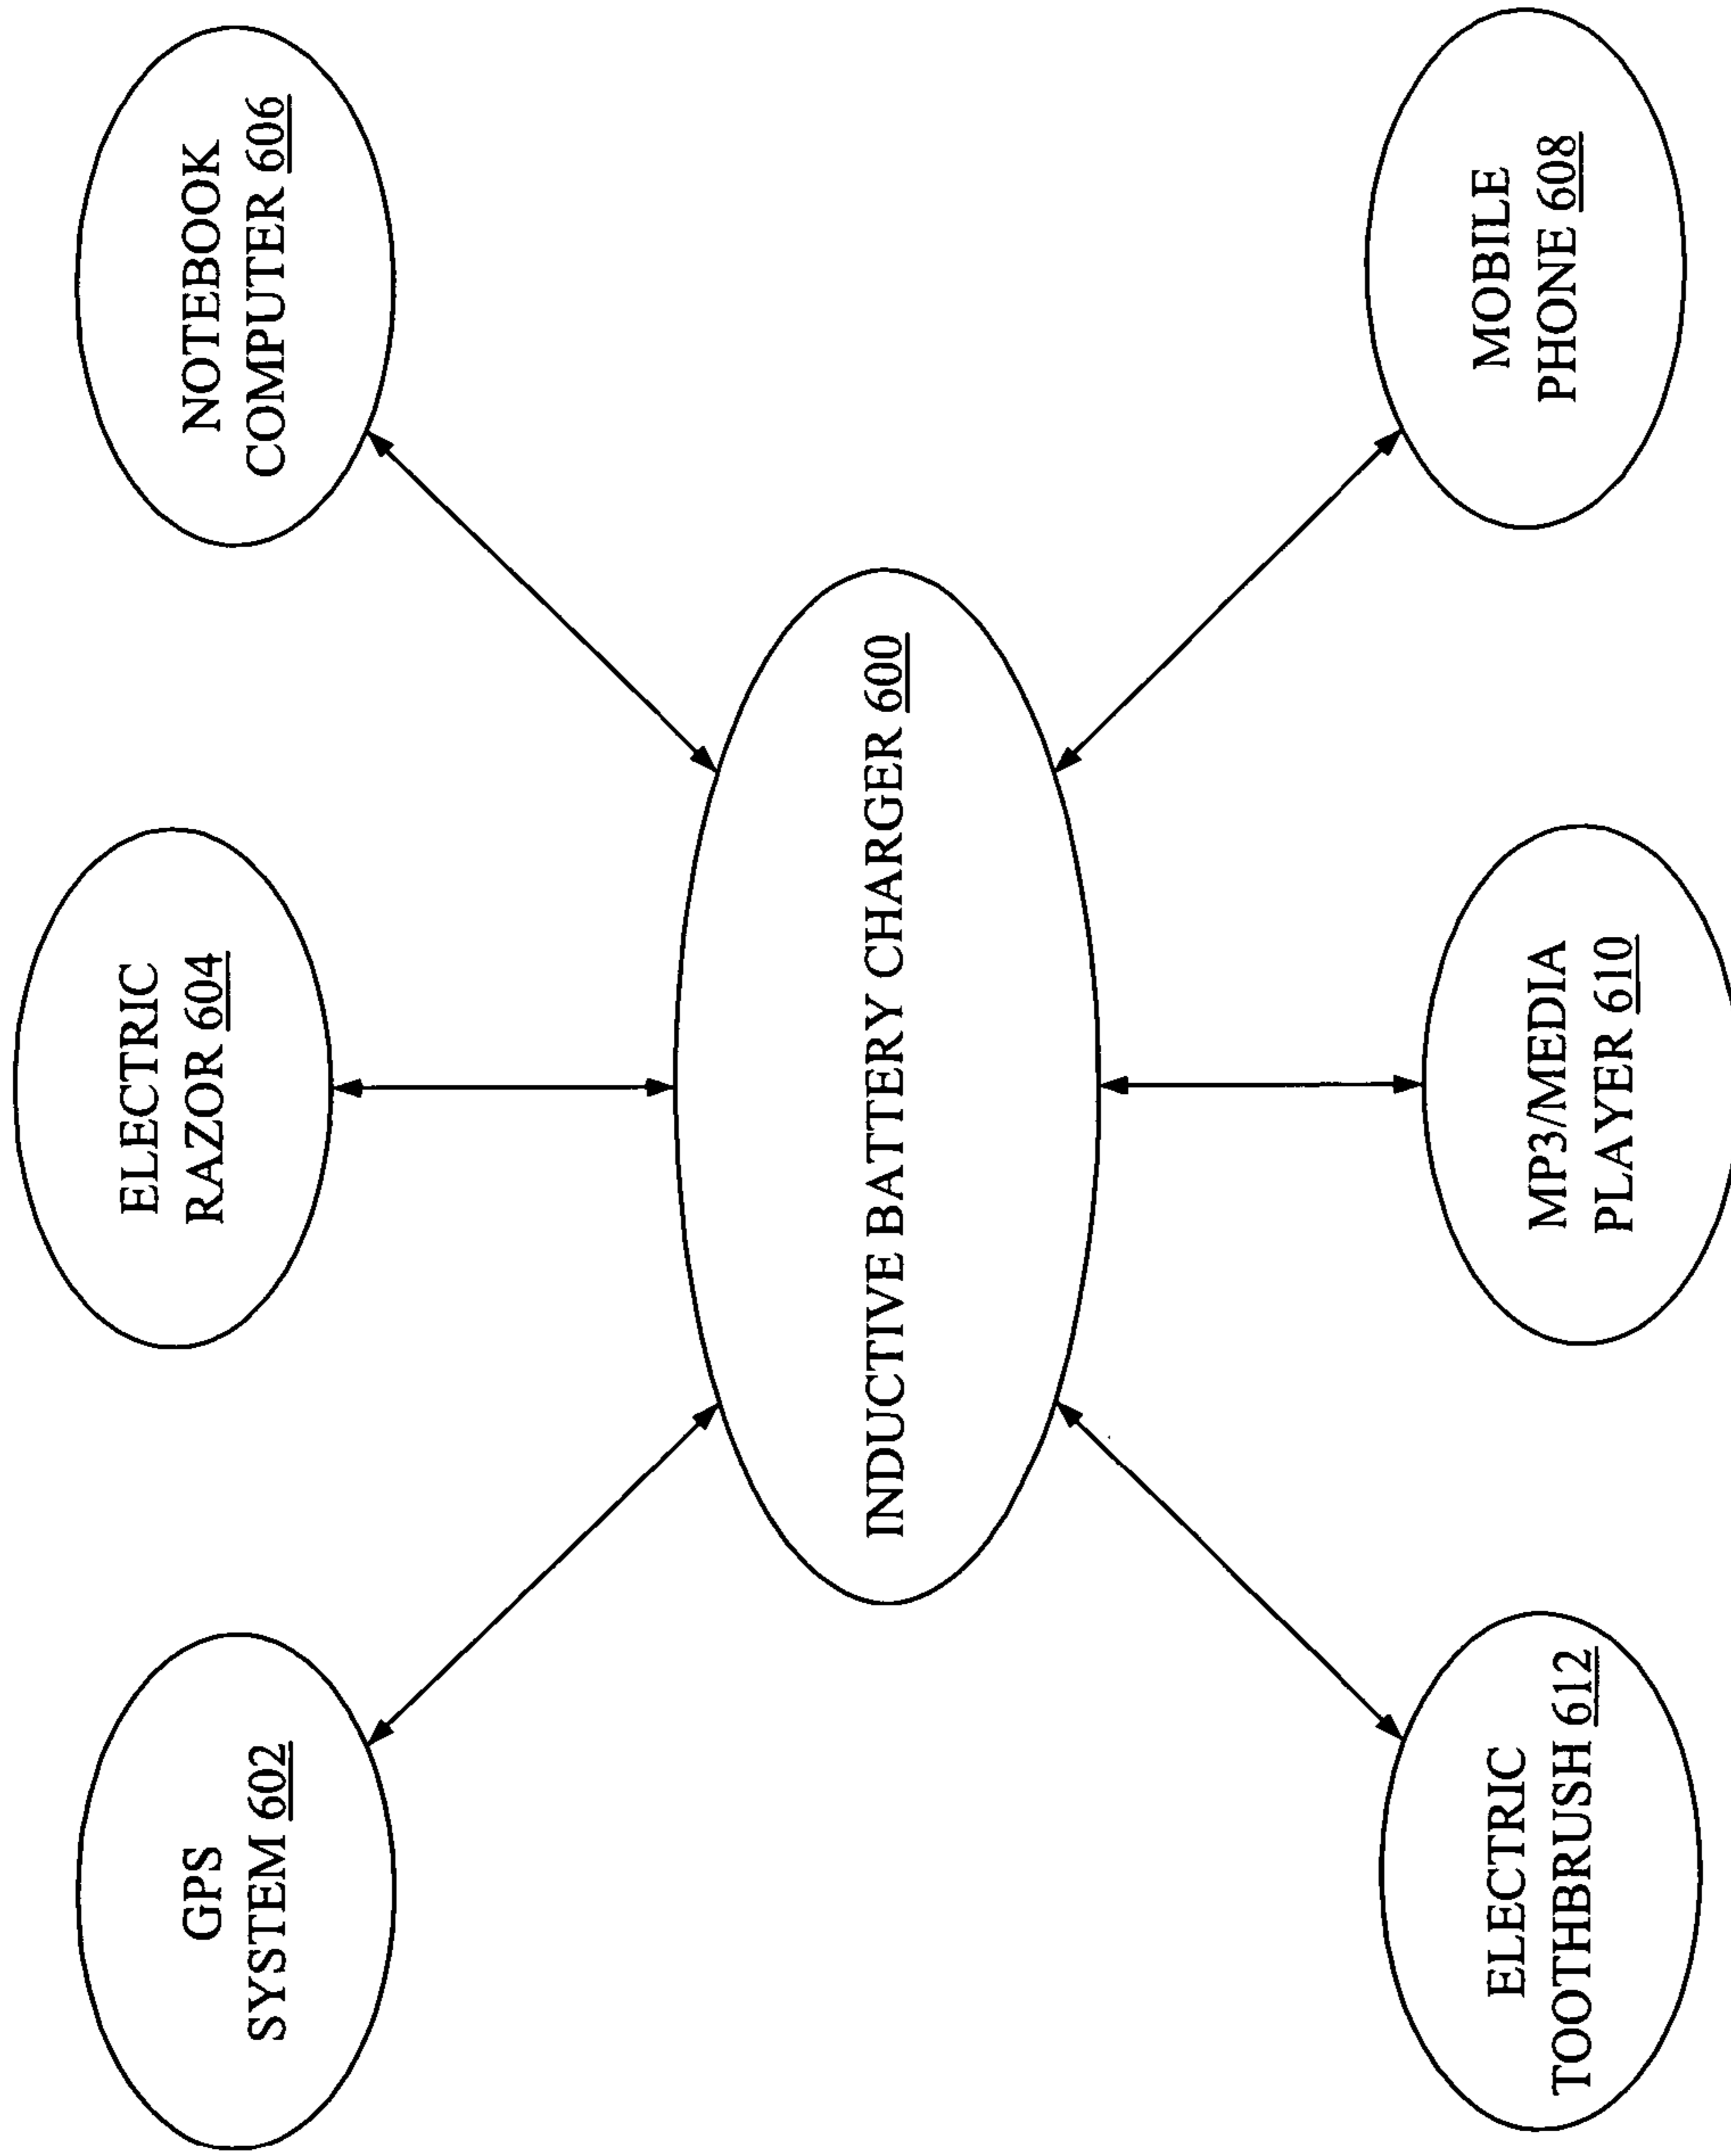 GPS
SYSTEM 602
ELECTRIC
RAZOR 604
NOTEBOOK
COMPUTER 606
INDUCTIVE BATTERY CHARGER 600
ELECTRIC
TOOTHBRUSH 612
MP3/MEDIA
PLAYER 610
MOBILE
PHONE 608